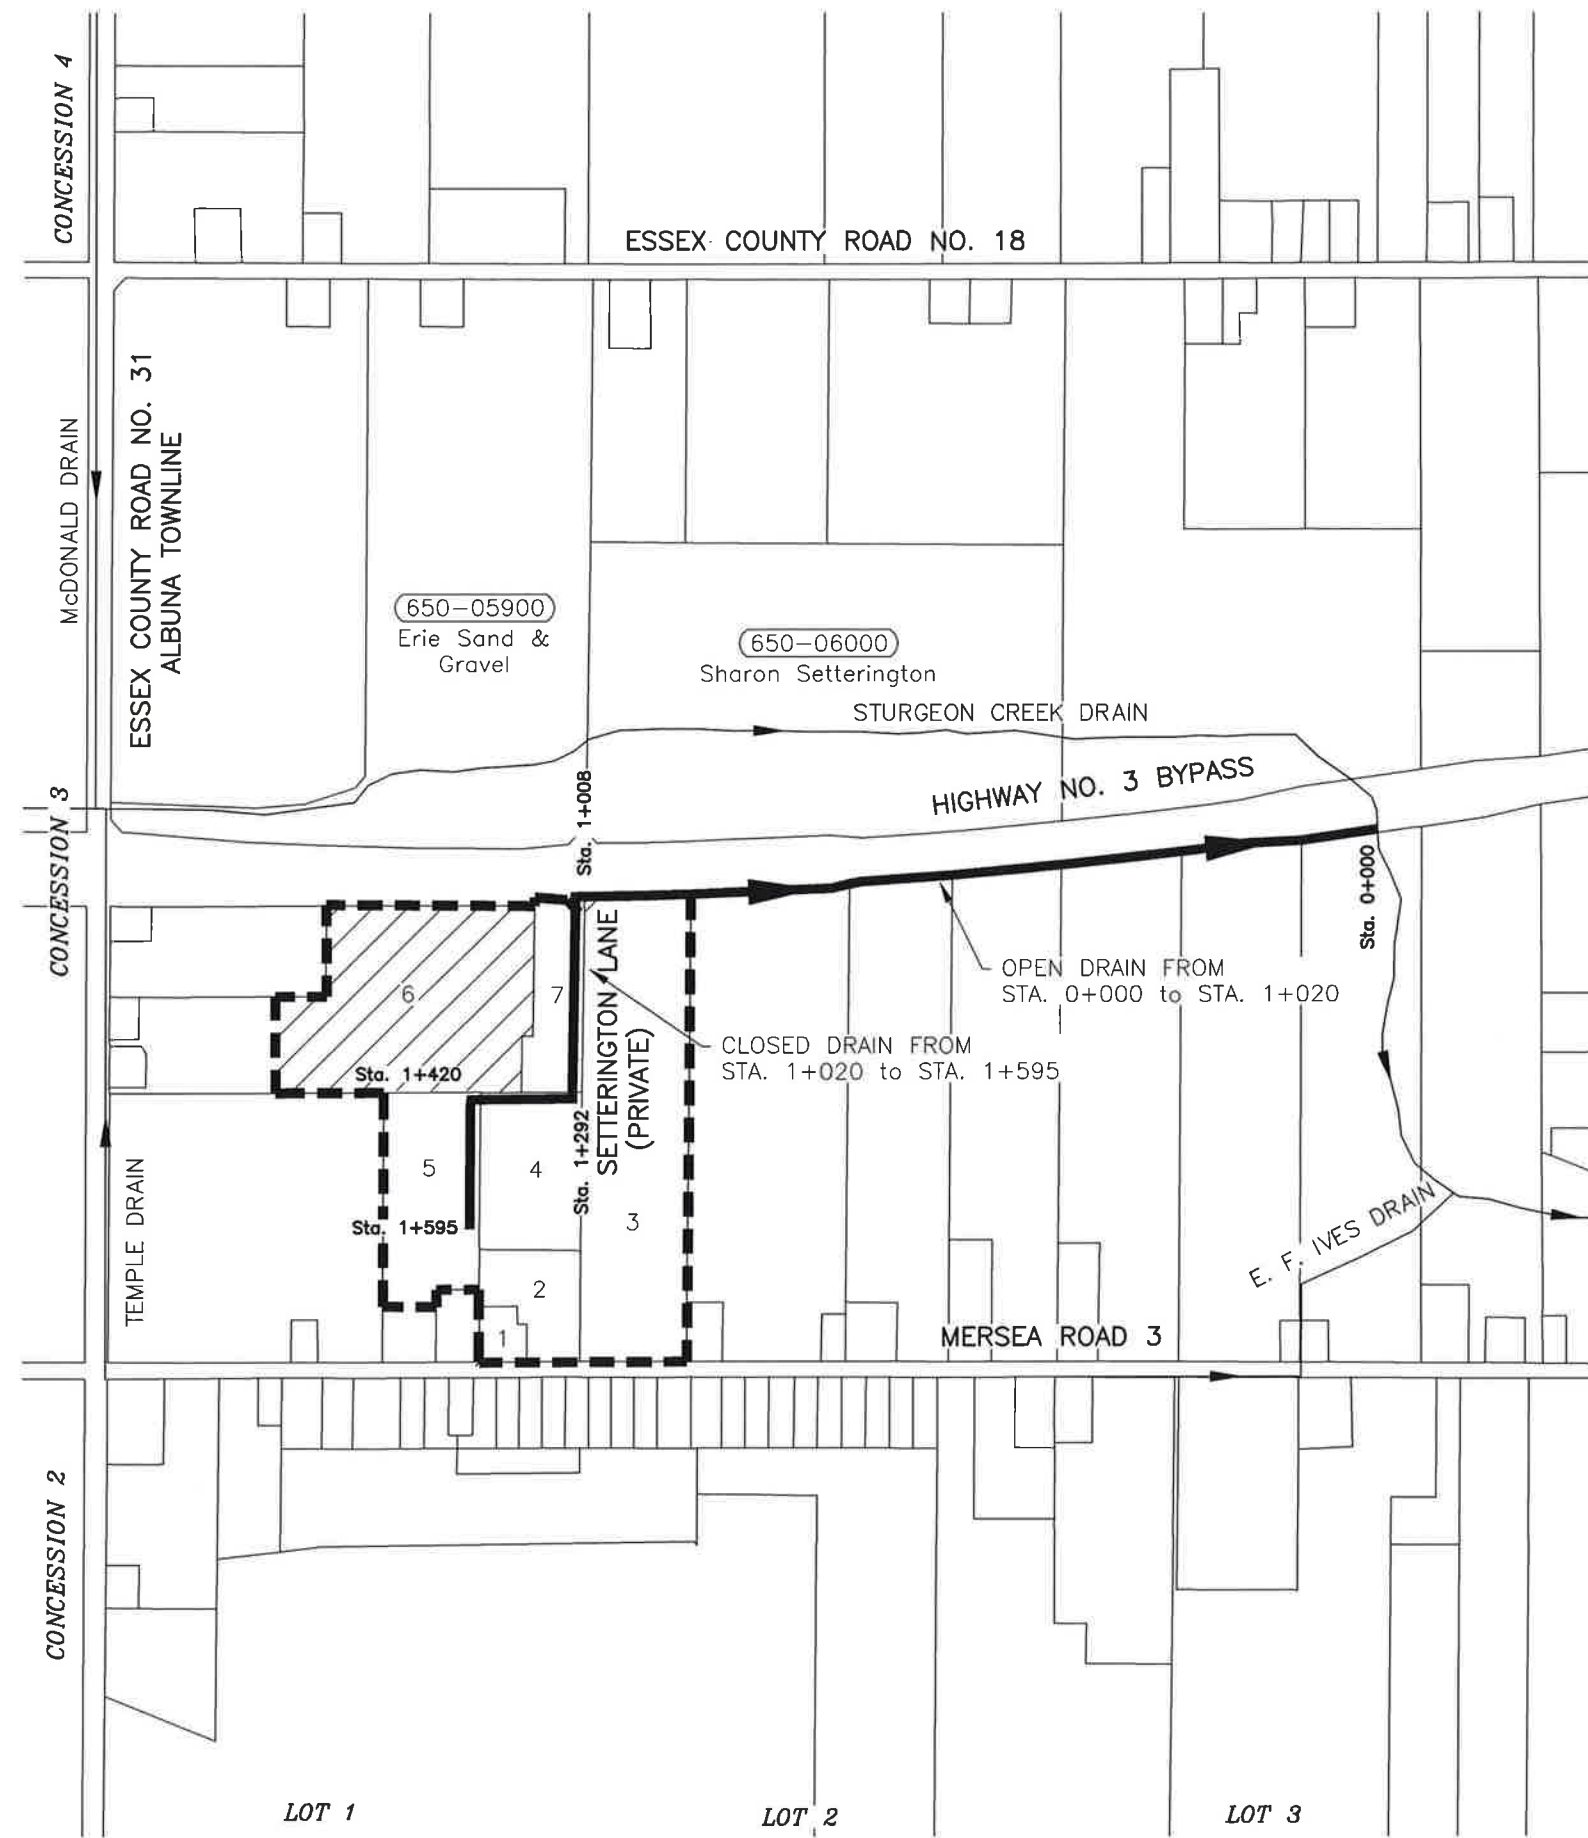 CONCESSION 4
ESSEX COUNTY ROAD NO. 18
McDONALD DRAIN
ESSEX COUNTY ROAD NO. 31
ALBUNA TOWNLINE
650-05900
Erie Sand &
Gravel
650-06000
Sharon Setterington
STURGEON CREEK DRAIN
HIGHWAY NO. 3 BYPASS
CONCESSION 3
Sta. 1+008
Sta. 0+000
6
7
SETTERINGTON LANE
(PRIVATE)
OPEN DRAIN FROM
STA. 0+000 to STA. 1+020
CLOSED DRAIN FROM
STA. 1+020 to STA. 1+595
Sta. 1+420
Sta. 1+292
TEMPLE DRAIN
5
4
3
Sta. 1+595
2
1
E. F. IVES DRAIN
MERSEA ROAD 3
CONCESSION 2
LOT 1
LOT 2
LOT 3